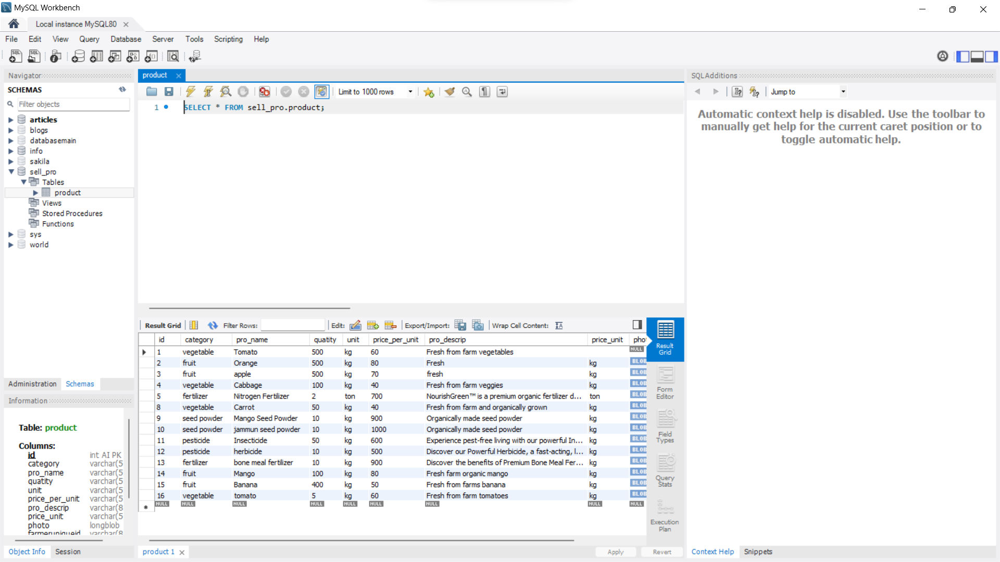 MySQL Workbench
Local instance MySQL80
File Edit View Query Database Server Tools Scripting Help
Navigator
SCHEMAS
Filter objects
articles
blogs
databasemain
info
sakila
sell_pro
Tables
product
Views
Stored Procedures
Functions
sys
world
Administration Schemas
Information
Table: product
Columns:
id int AI PK
category varchar(5
pro_name varchar(5
quatity varchar(5
unit varchar(5
price_per_unit varchar(5
pro_descrip varchar(8
price_unit varchar(5
photo longblob
farmeruniqueid varchar(8
Object Info Session
product
Limit to 1000 rows
1 SELECT * FROM sell_pro.product;
Result Grid Filter Rows: Edit: Export/Import: Wrap Cell Content:
id category pro_name quatity unit price_per_unit pro_descrip price_unit pho
1 vegetable Tomato 500 kg 60 Fresh from farm vegetables NULL
2 fruit Orange 500 kg 80 Fresh kg BLOB
3 fruit apple 500 kg 70 fresh kg BLOB
4 vegetable Cabbage 100 kg 40 Fresh from farm veggies kg BLOB
5 fertilizer Nitrogen Fertilizer 2 ton 700 NourishGreen™ is a premium organic fertilizer d... ton BLOB
8 vegetable Carrot 50 kg 40 Fresh from farm and organically grown kg BLOB
9 seed powder Mango Seed Powder 10 kg 900 Organically made seed powder kg BLOB
10 seed powder jammun seed powder 10 kg 1000 Organically made seed powder kg BLOB
11 pesticide Insecticide 50 kg 600 Experience pest-free living with our powerful In... kg BLOB
12 pesticide herbicide 10 kg 500 Discover our Powerful Herbicide, a fast-acting, l... kg BLOB
13 fertilizer bone meal fertilizer 10 kg 900 Discover the benefits of Premium Bone Meal Fer... kg BLOB
14 fruit Mango 100 kg 80 Fresh farm organic mango kg BLOB
15 fruit Banana 400 kg 50 Fresh from farms banana kg BLOB
16 vegetable tomato 5 kg 60 Fresh from farm tomatoes kg BLOB
NULL NULL NULL NULL NULL NULL NULL NULL NULL
Result
Grid
Form
Editor
Field
Types
Query
Stats
Execution
Plan
product 1
Apply Revert
SQLAdditions
Jump to
Automatic context help is disabled. Use the toolbar to
manually get help for the current caret position or to
toggle automatic help.
Context Help Snippets